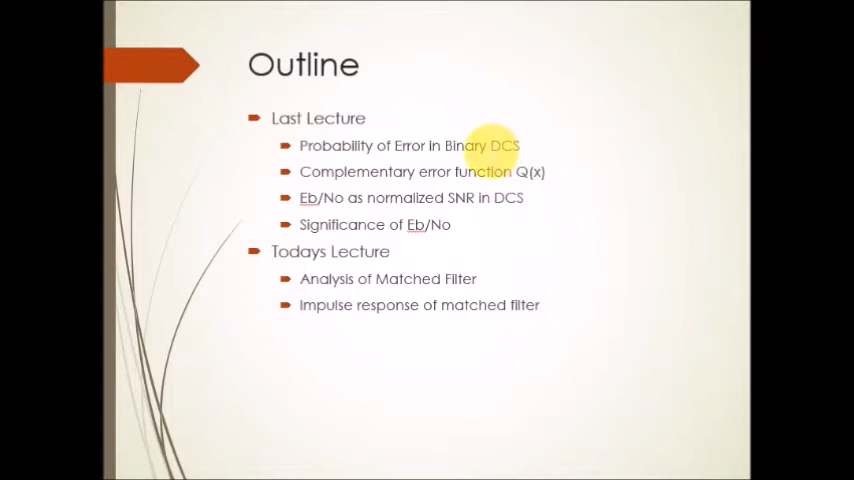 Outline
Last Lecture
Probability of Error in Binary DCS
Complementary error function Q(x)
Eb/No as normalized SNR in DCS
Significance of Eb/No
Todays Lecture
Analysis of Matched Filter
Impulse response of matched filter